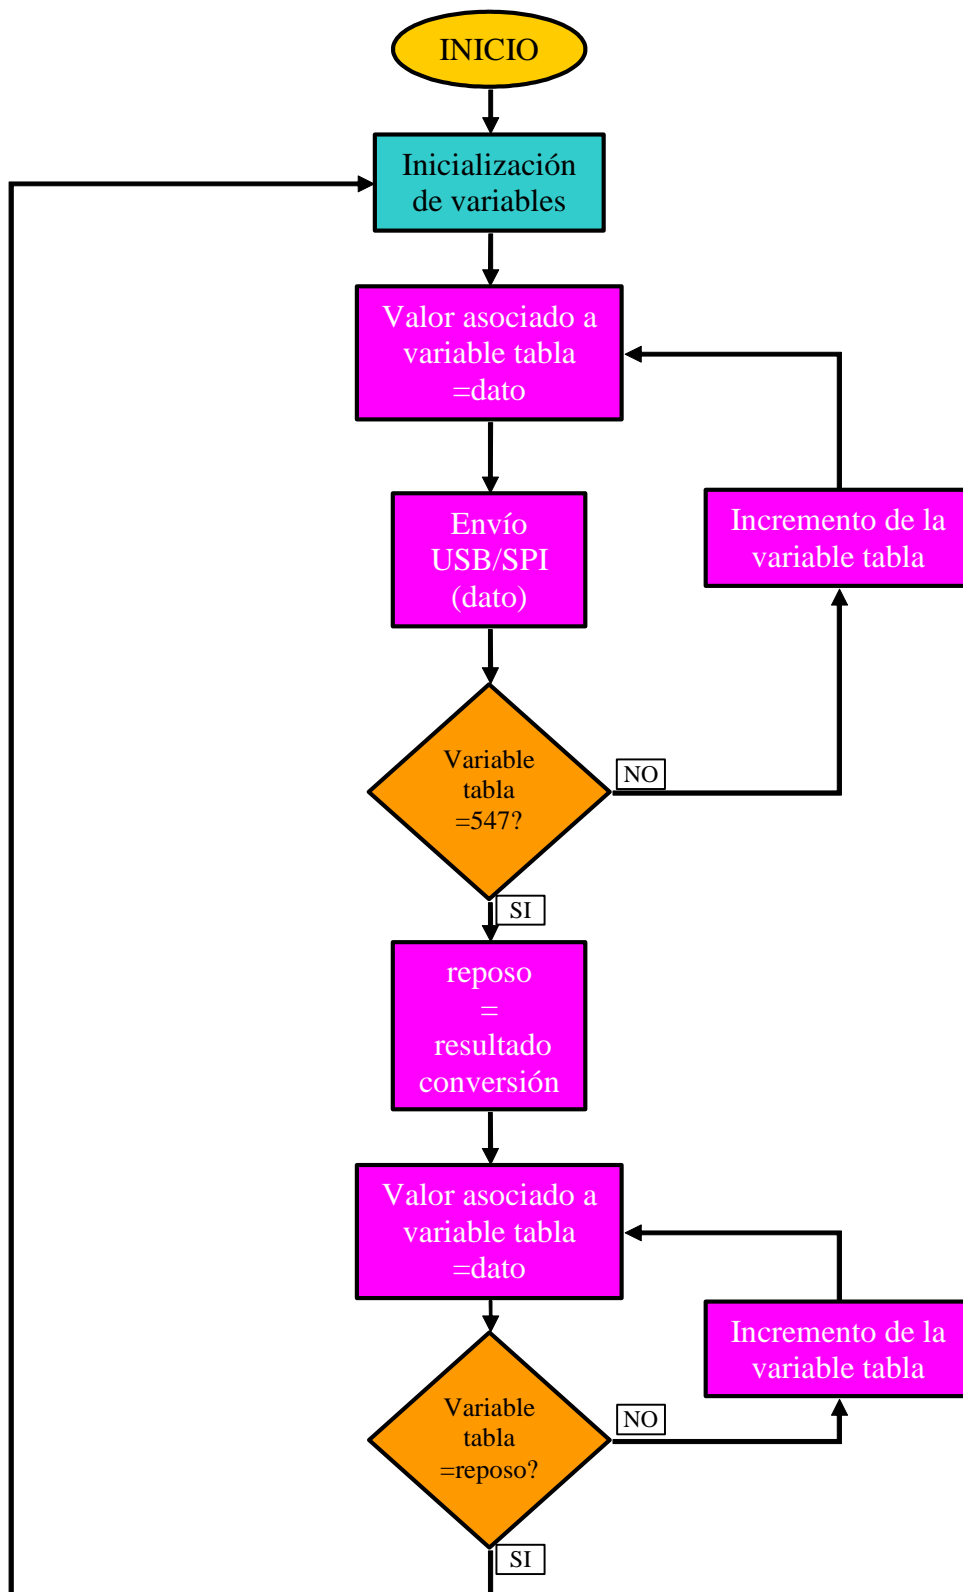 INICIO
Inicialización
de variables
Valor asociado a
variable tabla
=dato
Envío
USB/SPI
(dato)
Incremento de la
variable tabla
Variable
tabla
=547?
NO
SI
reposo
=
resultado
conversión
Valor asociado a
variable tabla
=dato
Incremento de la
variable tabla
Variable
tabla
=reposo?
NO
SI